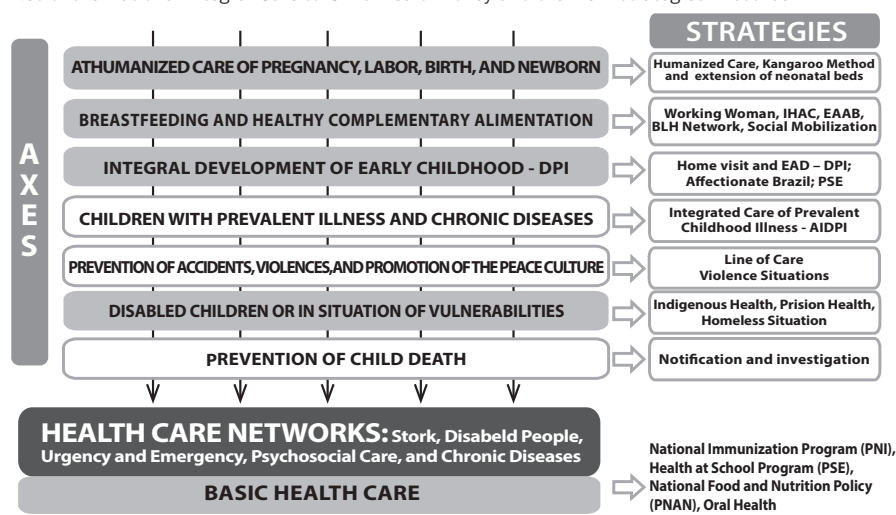 STRATEGIES
AXES
ATHUMANIZED CARE OF PREGNANCY, LABOR, BIRTH, AND NEWBORN
Humanized Care, Kangaroo Method
and extension of neonatal beds
BREASTFEEDING AND HEALTHY COMPLEMENTARY ALIMENTATION
Working Woman, IHAC, EAAB,
BLH Network, Social Mobilization
INTEGRAL DEVELOPMENT OF EARLY CHILDHOOD - DPI
Home visit and EAD – DPI;
Affectionate Brazil; PSE
CHILDREN WITH PREVALENT ILLNESS AND CHRONIC DISEASES
Integrated Care of Prevalent
Childhood Illness - AIDPI
PREVENTION OF ACCIDENTS, VIOLENCES,AND PROMOTION OF THE PEACE CULTURE
Line of Care
Violence Situations
DISABLED CHILDREN OR IN SITUATION OF VULNERABILITIES
Indigenous Health, Prision Health,
Homeless Situation
PREVENTION OF CHILD DEATH
Notification and investigation
HEALTH CARE NETWORKS: Stork, Disabeld People,
Urgency and Emergency, Psychosocial Care, and Chronic Diseases
BASIC HEALTH CARE
National Immunization Program (PNI),
Health at School Program (PSE),
National Food and Nutrition Policy
(PNAN), Oral Health